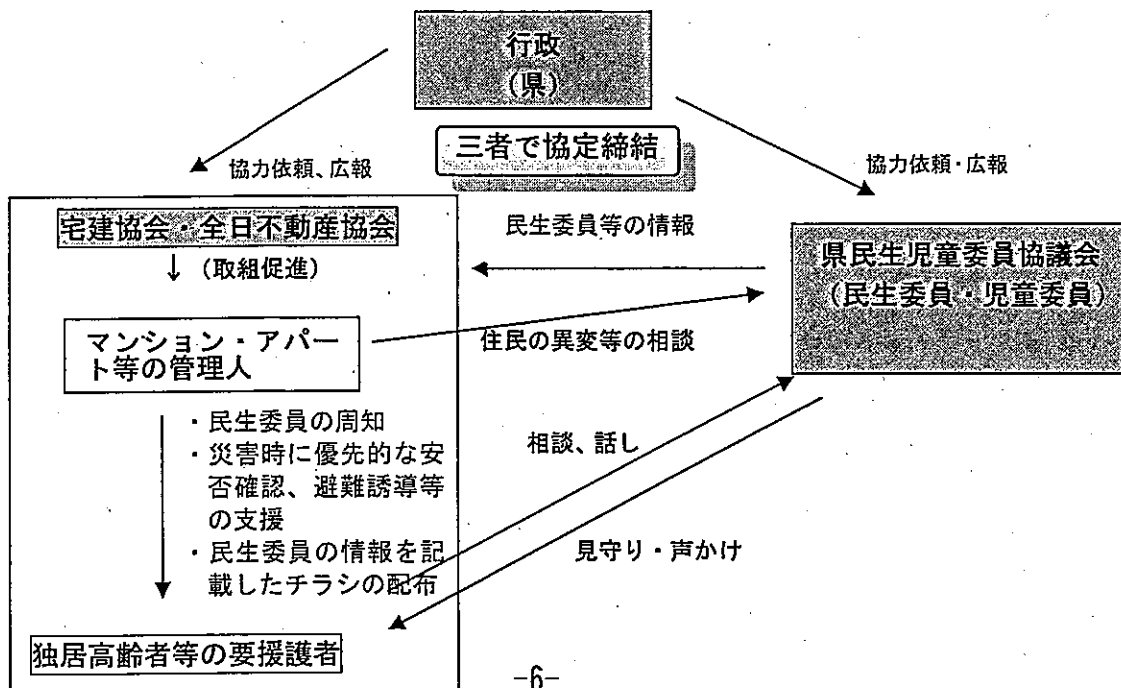 行政
(県)
三者で協定締結
協力依頼、広報
協力依頼・広報
宅建協会・全日不動産協会
↓ (取組促進)
民生委員等の情報
県民生児童委員協議会
(民生委員・児童委員)
マンション・アパー
ト等の管理人
住民の異変等の相談
・民生委員の周知
・災害時に優先的な安
否確認、避難誘導等
の支援
・民生委員の情報を記
載したチラシの配布
相談、話し
見守り・声かけ
独居高齢者等の要援護者
-6-